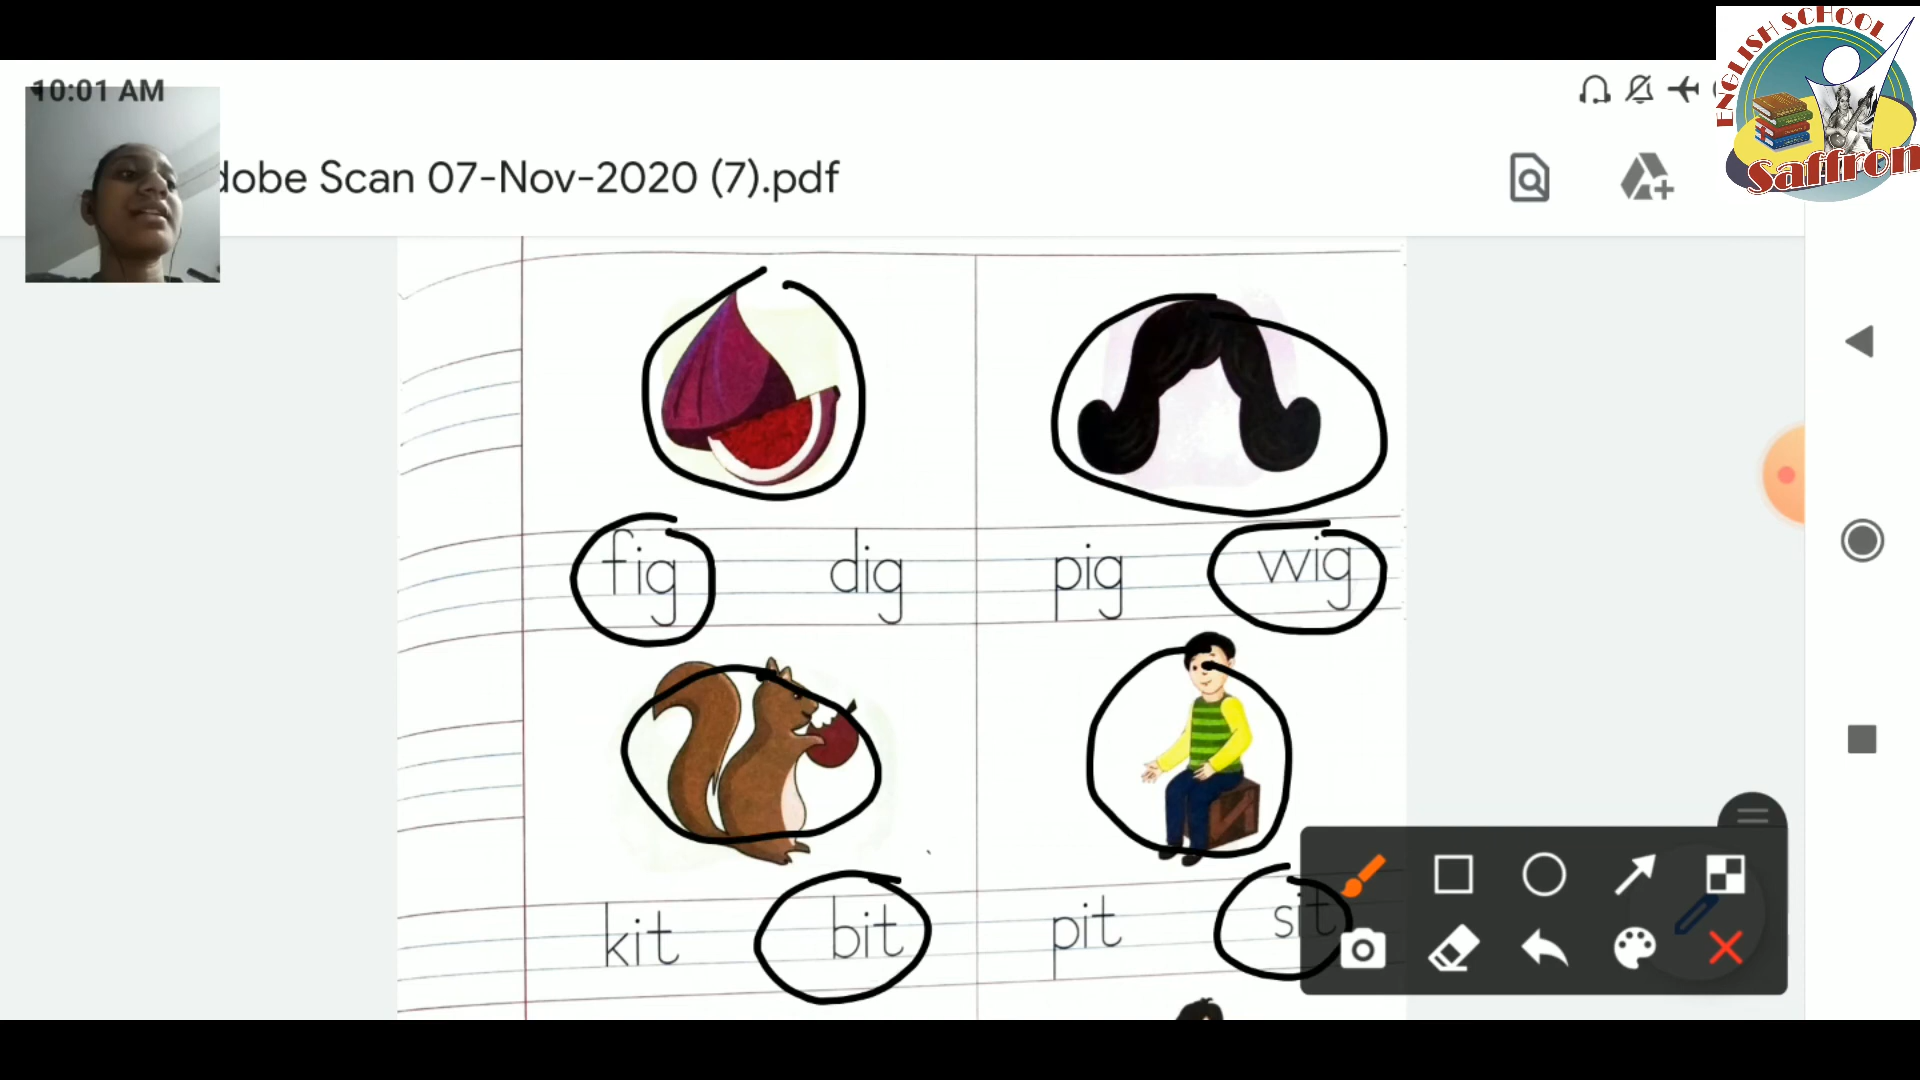 10:01 AM
ENGLISH SCHOOL
Saffron
dobe Scan 07-Nov-2020 (7).pdf
fig dig pig wig
kit bit pit sit